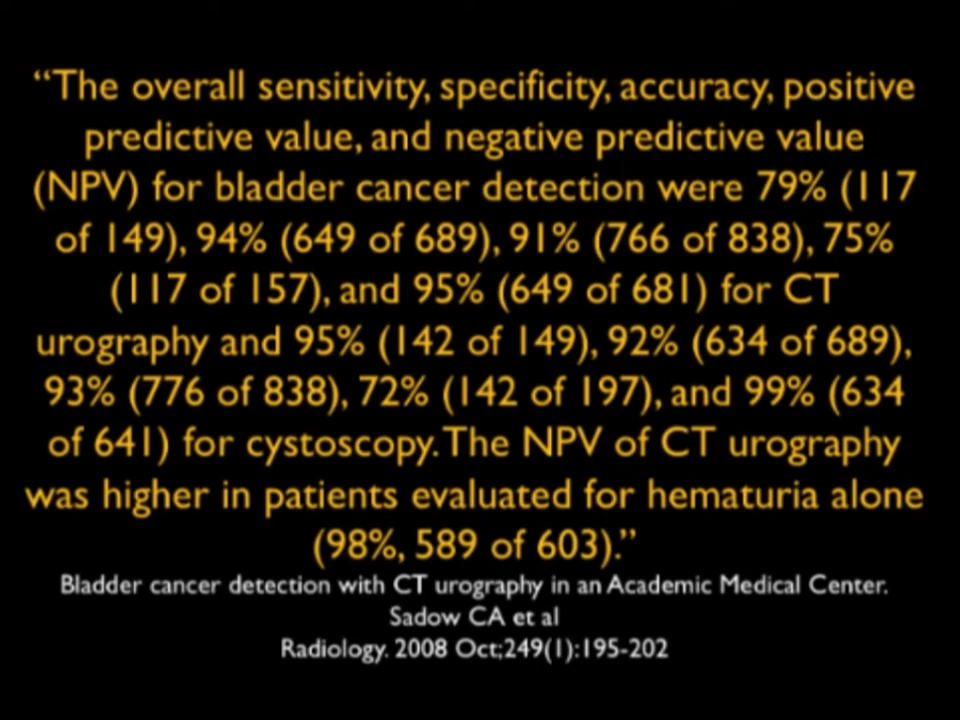 “The overall sensitivity, specificity, accuracy, positive
predictive value, and negative predictive value
(NPV) for bladder cancer detection were 79% (117
of 149), 94% (649 of 689), 91% (766 of 838), 75%
(117 of 157), and 95% (649 of 681) for CT
urography and 95% (142 of 149), 92% (634 of 689),
93% (776 of 838), 72% (142 of 197), and 99% (634
of 641) for cystoscopy. The NPV of CT urography
was higher in patients evaluated for hematuria alone
(98%, 589 of 603).”
Bladder cancer detection with CT urography in an Academic Medical Center.
Sadow CA et al
Radiology. 2008 Oct;249(1):195-202